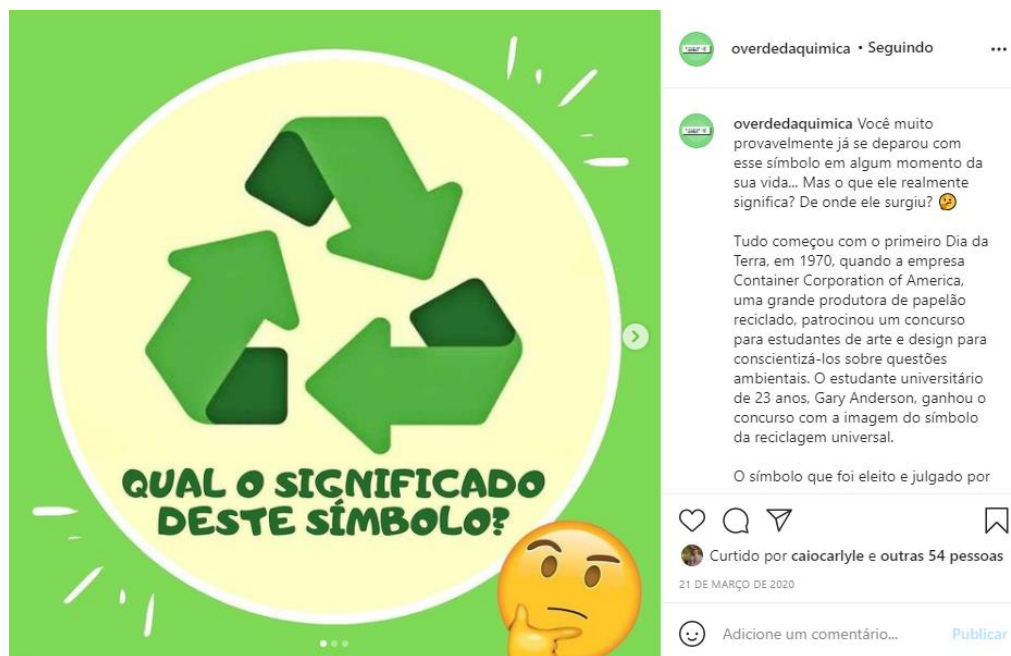 QUAL O SIGNIFICADO
DESTE SÍMBOLO?
overdedaquimica • Seguindo
overdedaquimica Você muito
provavelmente já se deparou com
esse símbolo em algum momento da
sua vida... Mas o que ele realmente
significa? De onde ele surgiu? 🤔
Tudo começou com o primeiro Dia da
Terra, em 1970, quando a empresa
Container Corporation of America,
uma grande produtora de papelão
reciclado, patrocinou um concurso
para estudantes de arte e design para
conscientizá-los sobre questões
ambientais. O estudante universitário
de 23 anos, Gary Anderson, ganhou o
concurso com a imagem do símbolo
da reciclagem universal.
O símbolo que foi eleito e julgado por
Curtido por caiocarlyle e outras 54 pessoas
21 DE MARÇO DE 2020
Adicione um comentário... Publicar